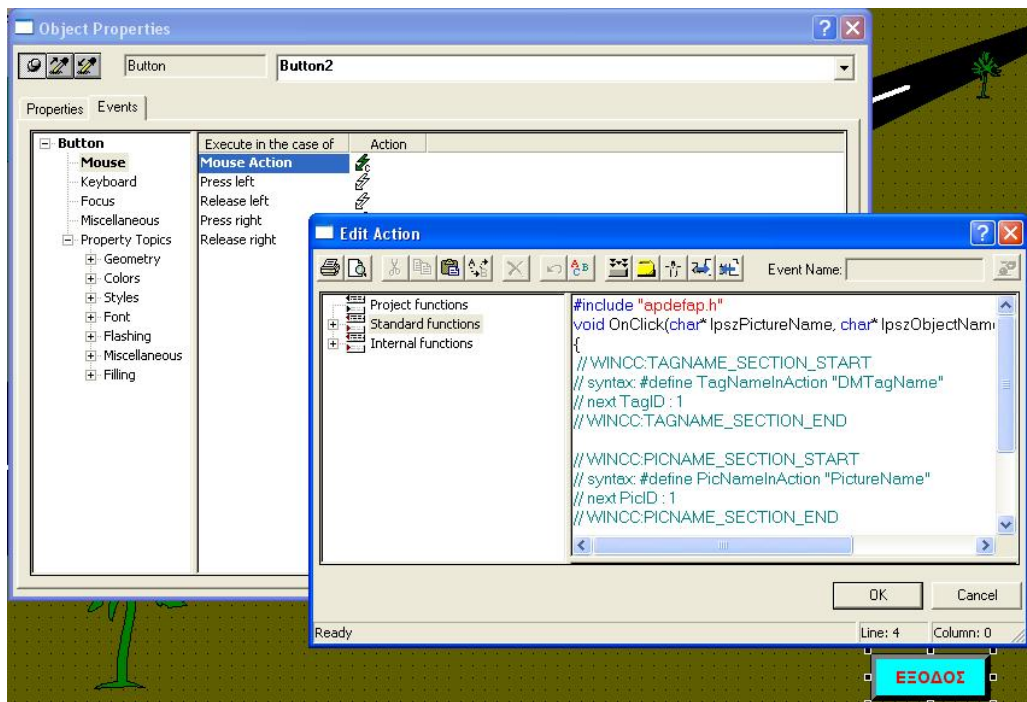 Object Properties
Button Button2
Properties Events
Button
Mouse
Keyboard
Focus
Miscellaneous
Property Topics
Geometry
Colors
Styles
Font
Flashing
Miscellaneous
Filling
Execute in the case of Action
Mouse Action
Press left
Release left
Press right
Release right
Edit Action
Event Name:
Project functions
Standard functions
Internal functions
#include "apdefap.h"
void OnClick(char* lpszPictureName, char* lpszObjectNam
{
// WINCC:TAGNAME_SECTION_START
// syntax: #define TagNameInAction "DMTagName"
// next TagID : 1
// WINCC:TAGNAME_SECTION_END
// WINCC:PICNAME_SECTION_START
// syntax: #define PicNameInAction "PictureName"
// next PicID : 1
// WINCC:PICNAME_SECTION_END
OK Cancel
Ready Line: 4 Column: 0
ΕΞΟΔΟΣ